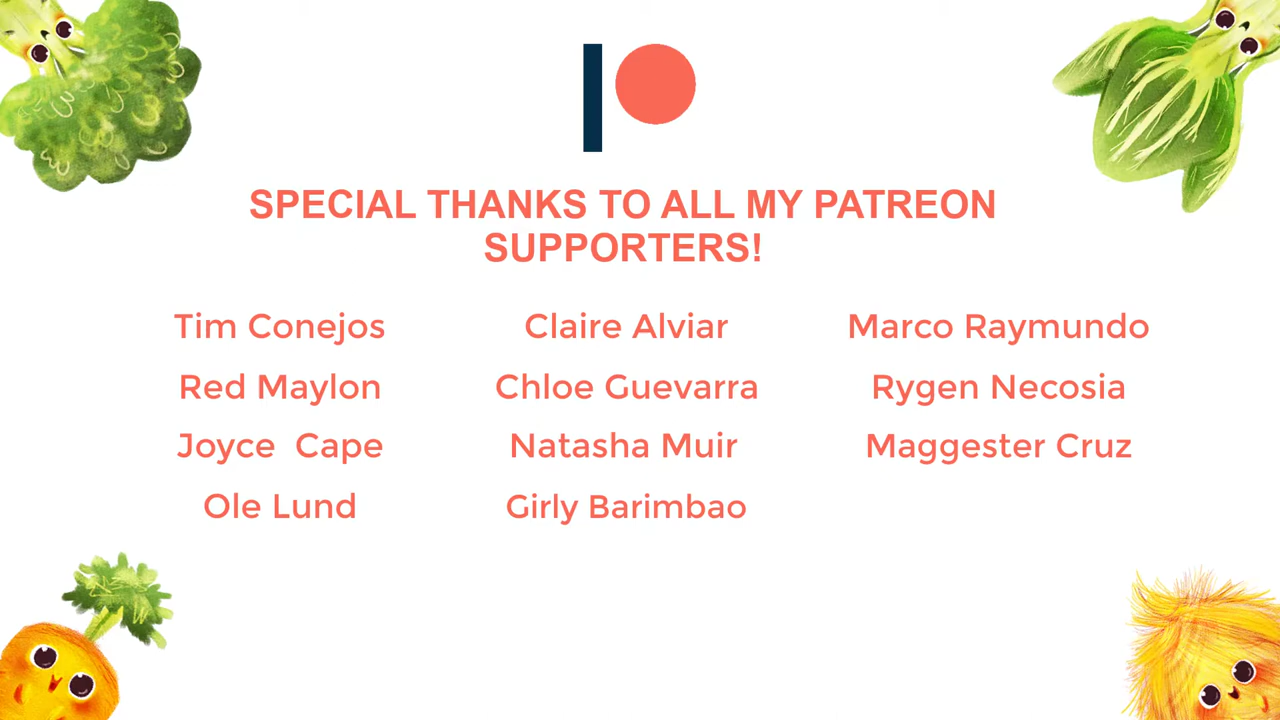 SPECIAL THANKS TO ALL MY PATREON
SUPPORTERS!
Tim Conejos
Claire Alviar
Marco Raymundo
Red Maylon
Chloe Guevarra
Rygen Necosia
Joyce  Cape
Natasha Muir
Maggester Cruz
Ole Lund
Girly Barimbao